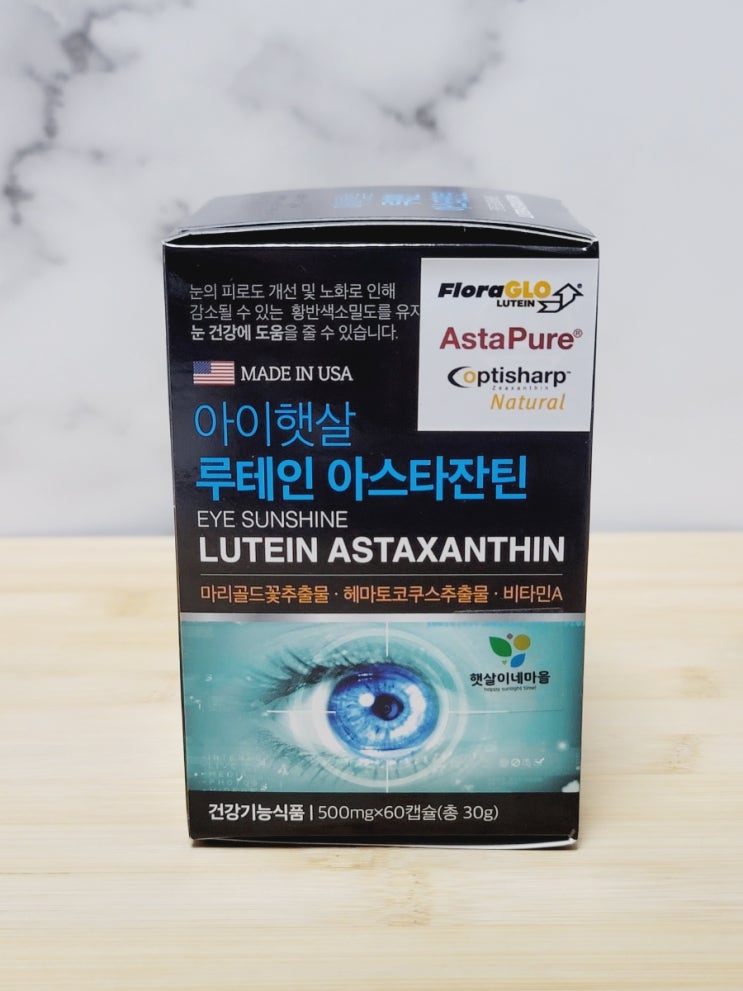 눈의 피로도 개선 및 노화로 인해
감소될 수 있는 황반색소밀도를 유지
눈 건강에 도움을 줄 수 있습니다.
FloraGLO®
LUTEIN
AstaPure®
Optisharp™
Zeaxanthin
Natural
MADE IN USA
아이햇살
루테인 아스타잔틴
EYE SUNSHINE
LUTEIN ASTAXANTHIN
마리골드꽃추출물 · 헤마토코쿠스추출물 · 비타민A
햇살이네마을
happy sunlight time!
건강기능식품 | 500mg×60캡슐(총 30g)